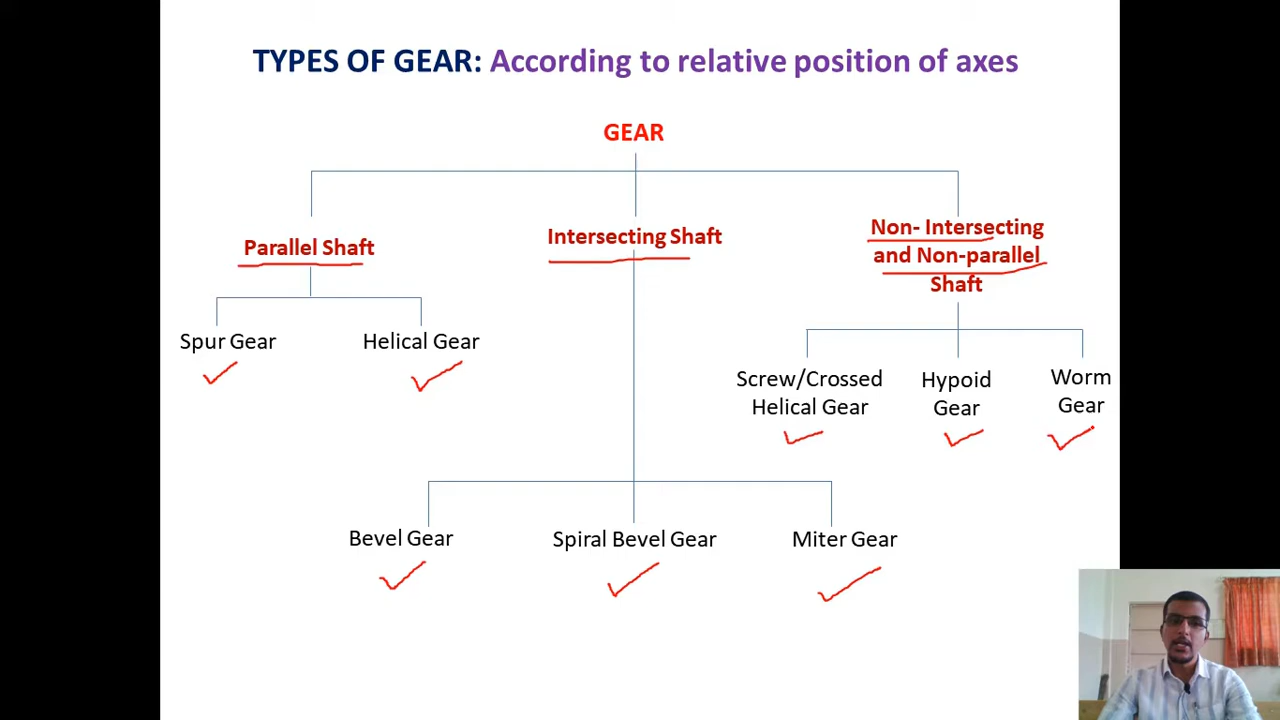 TYPES OF GEAR: According to relative position of axes
GEAR
Parallel Shaft
Intersecting Shaft
Non- Intersecting
and Non-parallel
Shaft
Spur Gear
Helical Gear
Screw/Crossed
Helical Gear
Hypoid
Gear
Worm
Gear
Bevel Gear
Spiral Bevel Gear
Miter Gear